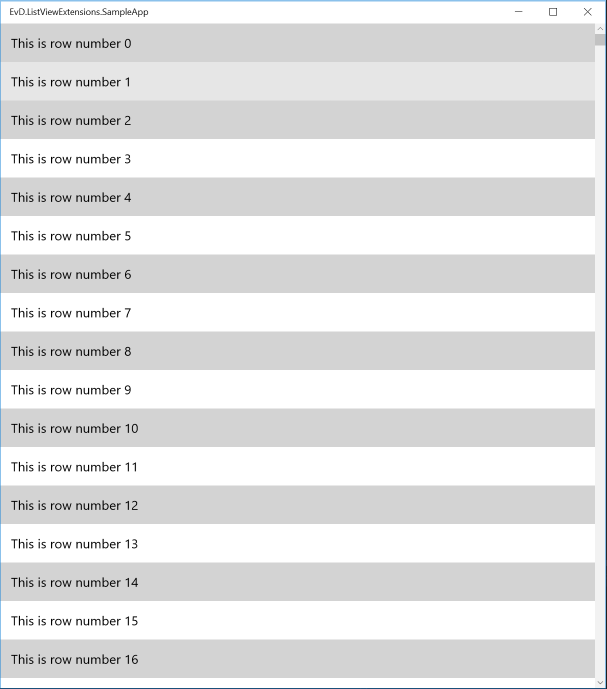 EvD.ListViewExtensions.SampleApp
This is row number 0
This is row number 1
This is row number 2
This is row number 3
This is row number 4
This is row number 5
This is row number 6
This is row number 7
This is row number 8
This is row number 9
This is row number 10
This is row number 11
This is row number 12
This is row number 13
This is row number 14
This is row number 15
This is row number 16